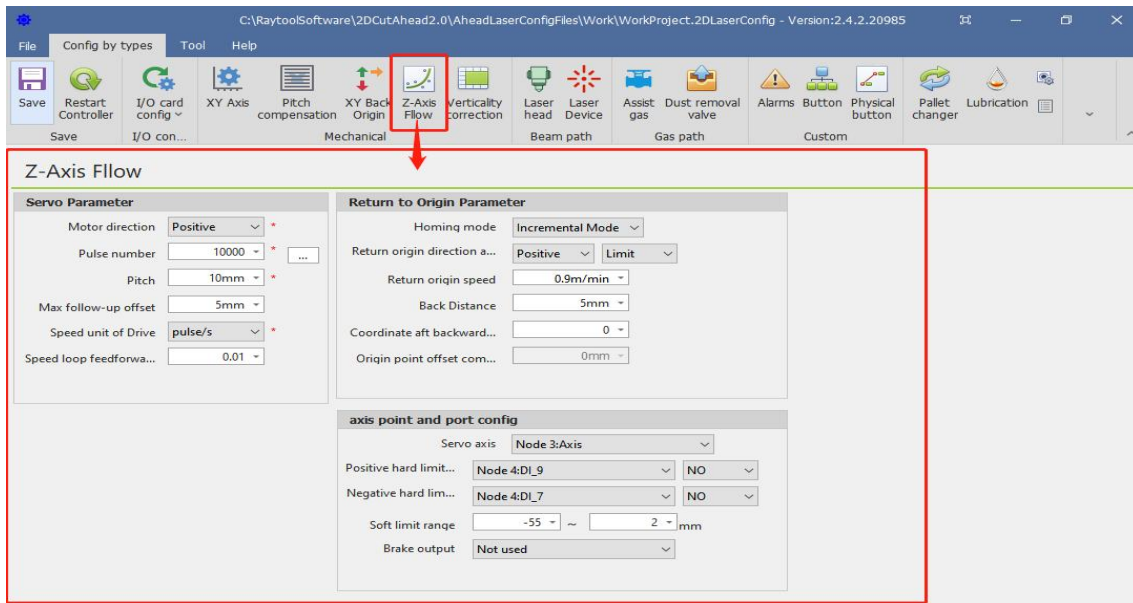 C:\RaytoolSoftware\2DCutAhead2.0\AheadLaserConfigFiles\Work\WorkProject.2DLaserConfig - Version:2.4.2.20985
File Config by types Tool Help
Save Restart Controller I/O card config XY Axis Pitch compensation XY Back Origin Z-Axis Fllow Verticality correction Laser head Laser Device Assist gas Dust removal valve Alarms Button Physical button Pallet changer Lubrication
Save I/O con... Mechanical Beam path Gas path Custom
Z-Axis Fllow
Servo Parameter
Motor direction Positive *
Pulse number 10000 * ...
Pitch 10mm *
Max follow-up offset 5mm
Speed unit of Drive pulse/s *
Speed loop feedforwa... 0.01
Return to Origin Parameter
Homing mode Incremental Mode
Return origin direction a... Positive Limit
Return origin speed 0.9m/min
Back Distance 5mm
Coordinate aft backward... 0
Origin point offset com... 0mm
axis point and port config
Servo axis Node 3:Axis
Positive hard limit... Node 4:DI_9 NO
Negative hard lim... Node 4:DI_7 NO
Soft limit range -55 ~ 2 mm
Brake output Not used